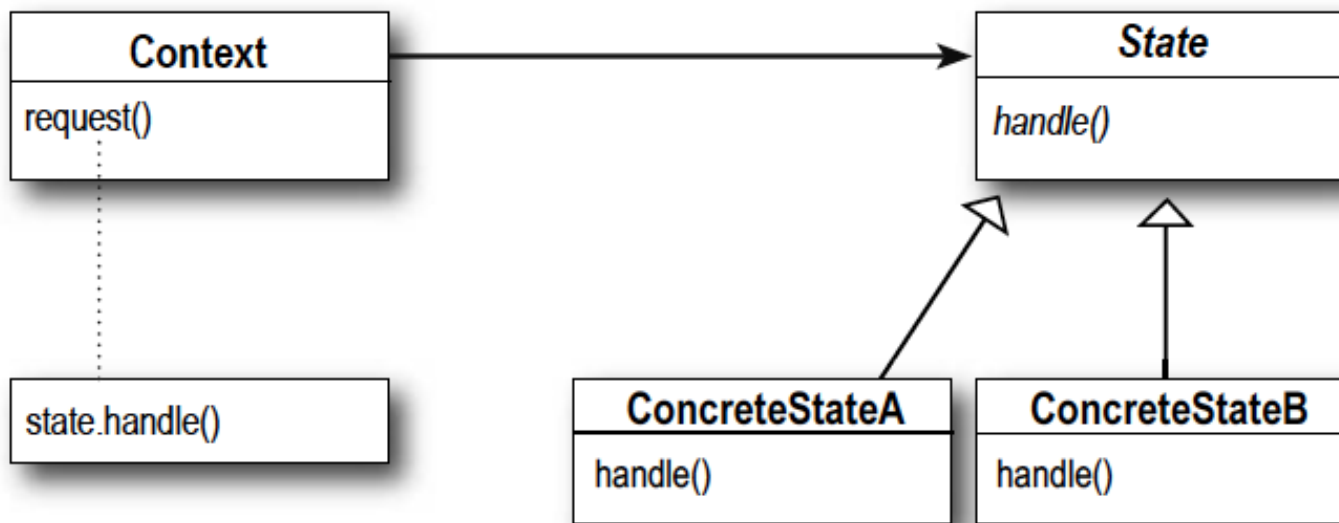 Context
request()
State
handle()
state.handle()
ConcreteStateA
handle()
ConcreteStateB
handle()